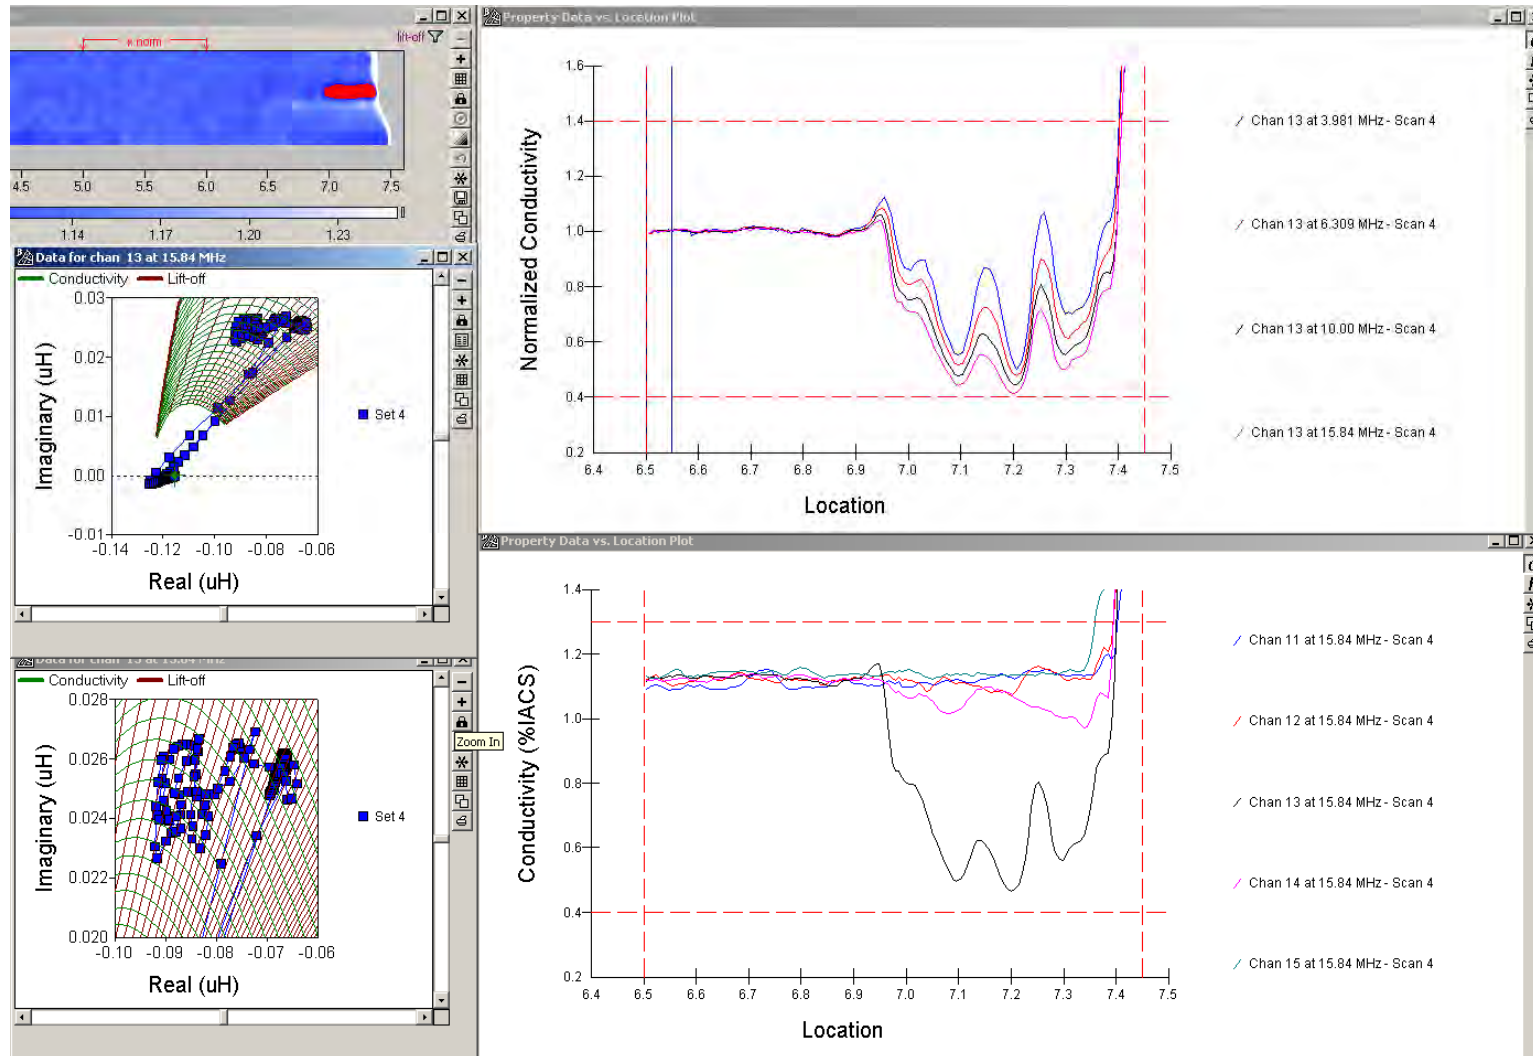 lift-off
norm
4.5 5.0 5.5 6.0 6.5 7.0 7.5
1.14 1.17 1.20 1.23
Data for chan 13 at 15.84 MHz
Conductivity Lift-off
0.03
0.02
0.01
0.00
-0.01
-0.14 -0.12 -0.10 -0.08 -0.06
Imaginary (uH)
Real (uH)
Set 4
Data for chan 13 at 15.84 MHz
Conductivity Lift-off
Zoom In
0.028
0.026
0.024
0.022
0.020
-0.10 -0.09 -0.08 -0.07 -0.06
Imaginary (uH)
Real (uH)
Set 4
Property Data vs. Location Plot
1.6
1.4
1.2
1.0
0.8
0.6
0.4
0.2
6.4 6.5 6.6 6.7 6.8 6.9 7.0 7.1 7.2 7.3 7.4 7.5
Normalized Conductivity
Location
Chan 13 at 3.981 MHz - Scan 4
Chan 13 at 6.309 MHz - Scan 4
Chan 13 at 10.00 MHz - Scan 4
Chan 13 at 15.84 MHz - Scan 4
Property Data vs. Location Plot
1.4
1.2
1.0
0.8
0.6
0.4
0.2
6.4 6.5 6.6 6.7 6.8 6.9 7.0 7.1 7.2 7.3 7.4 7.5
Conductivity (%IACS)
Location
Chan 11 at 15.84 MHz - Scan 4
Chan 12 at 15.84 MHz - Scan 4
Chan 13 at 15.84 MHz - Scan 4
Chan 14 at 15.84 MHz - Scan 4
Chan 15 at 15.84 MHz - Scan 4